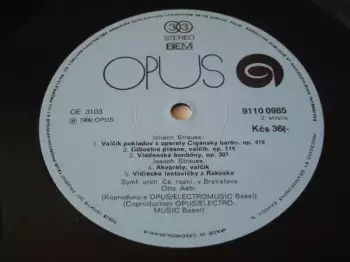 33
STEREO
BIEM
OPUS
OE 3103
℗ 1980 OPUS
9110 0985
2. strana
Kčs 36/-
Johann Strauss:
1. Valčík pokladov z operety Cigánsky barón, op. 418
2. Ľúbostné piesne, valčík, op. 114
3. Viedenské bonbóny, op. 307
Joseph Strauss:
4. Akvarely, valčík
5. Vidiecke lastovičky z Rakúska
Symf. orch. Čs. rozhl. v Bratislave
Otto Aebi
(Koprodukcia OPUS/ELECTROMUSIC Basel)
(Coproduction OPUS/ELECTRO-
MUSIC Basel)